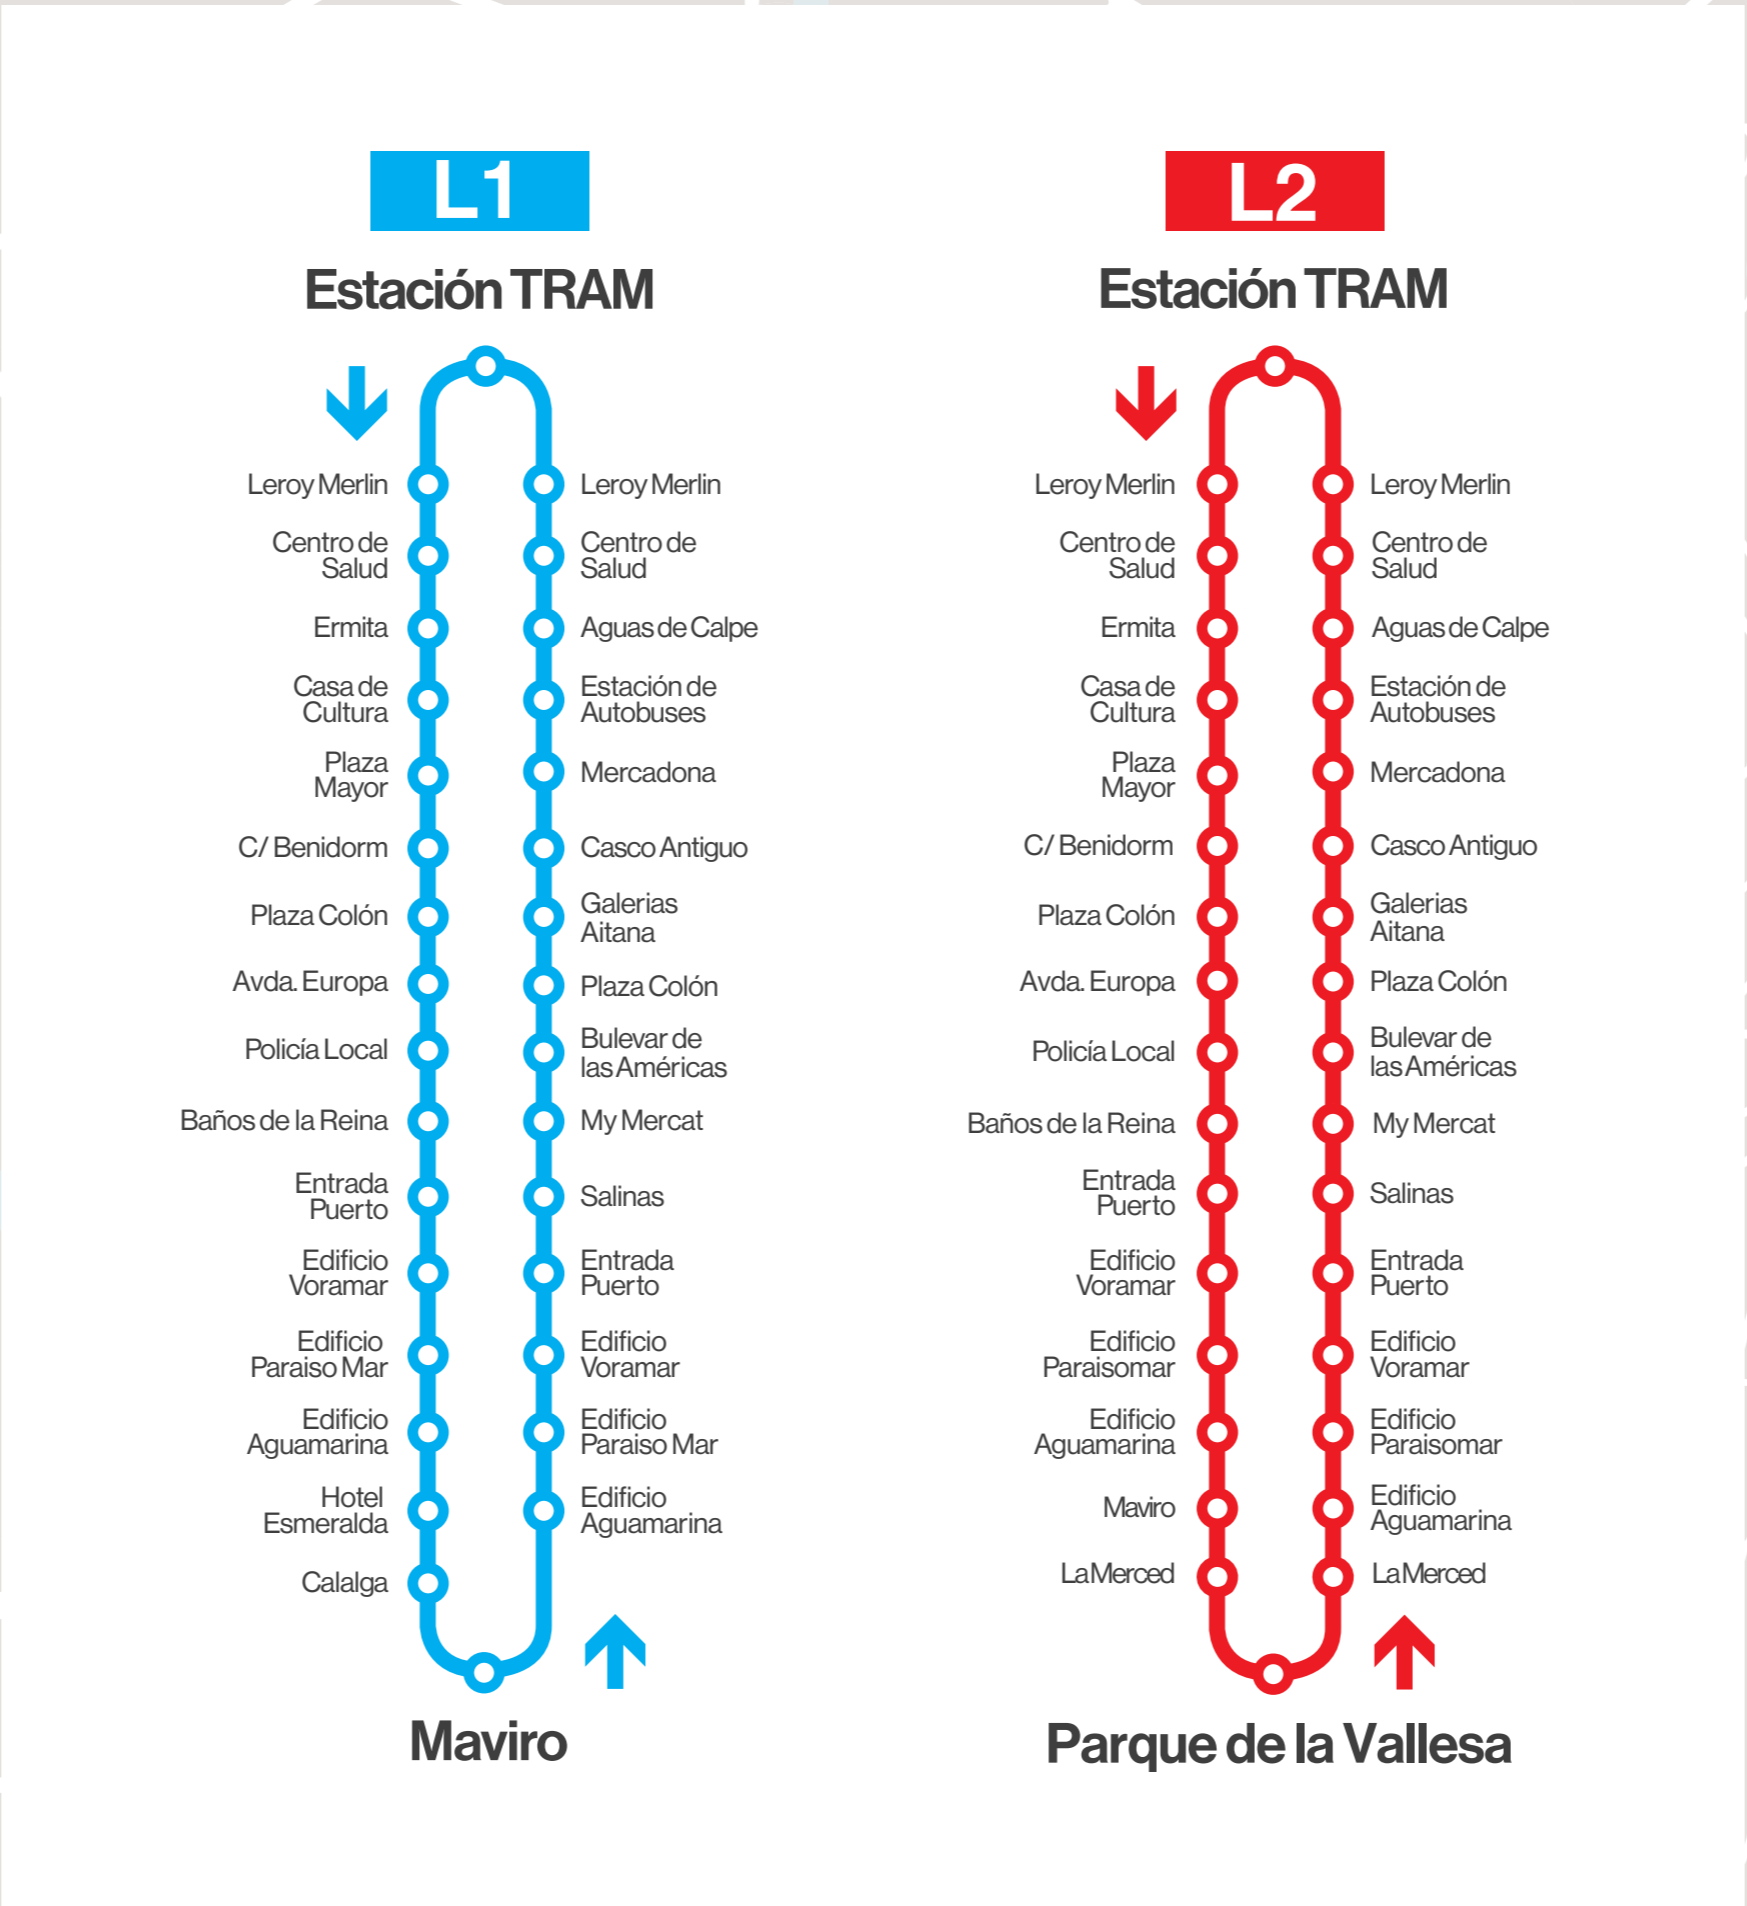 L1
Estación TRAM
Leroy Merlin
Centro de
Salud
Ermita
Casa de
Cultura
Plaza
Mayor
C/ Benidorm
Plaza Colón
Avda. Europa
Policía Local
Baños de la Reina
Entrada
Puerto
Edificio
Voramar
Edificio
Paraiso Mar
Edificio
Aguamarina
Hotel
Esmeralda
Calalga
Leroy Merlin
Centro de
Salud
Aguas de Calpe
Estación de
Autobuses
Mercadona
Casco Antiguo
Galerias
Aitana
Plaza Colón
Bulevar de
las Américas
My Mercat
Salinas
Entrada
Puerto
Edificio
Voramar
Edificio
Paraiso Mar
Edificio
Aguamarina
Maviro
L2
Estación TRAM
Leroy Merlin
Centro de
Salud
Ermita
Casa de
Cultura
Plaza
Mayor
C/ Benidorm
Plaza Colón
Avda. Europa
Policía Local
Baños de la Reina
Entrada
Puerto
Edificio
Voramar
Edificio
Paraisomar
Edificio
Aguamarina
Maviro
La Merced
Leroy Merlin
Centro de
Salud
Aguas de Calpe
Estación de
Autobuses
Mercadona
Casco Antiguo
Galerias
Aitana
Plaza Colón
Bulevar de
las Américas
My Mercat
Salinas
Entrada
Puerto
Edificio
Voramar
Edificio
Paraisomar
Edificio
Aguamarina
La Merced
Parque de la Vallesa